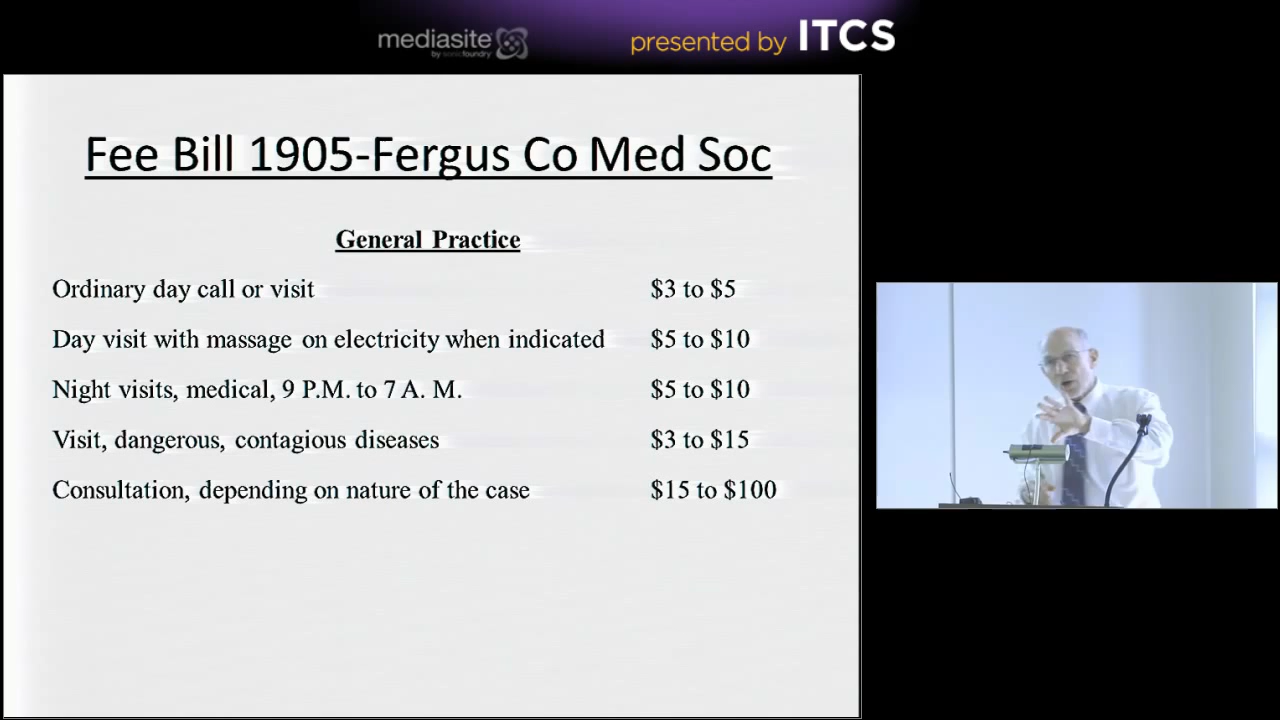 mediasite
by sonicfoundry
presented by ITCS
Fee Bill 1905-Fergus Co Med Soc
General Practice
Ordinary day call or visit $3 to $5
Day visit with massage on electricity when indicated $5 to $10
Night visits, medical, 9 P.M. to 7 A. M. $5 to $10
Visit, dangerous, contagious diseases $3 to $15
Consultation, depending on nature of the case $15 to $100